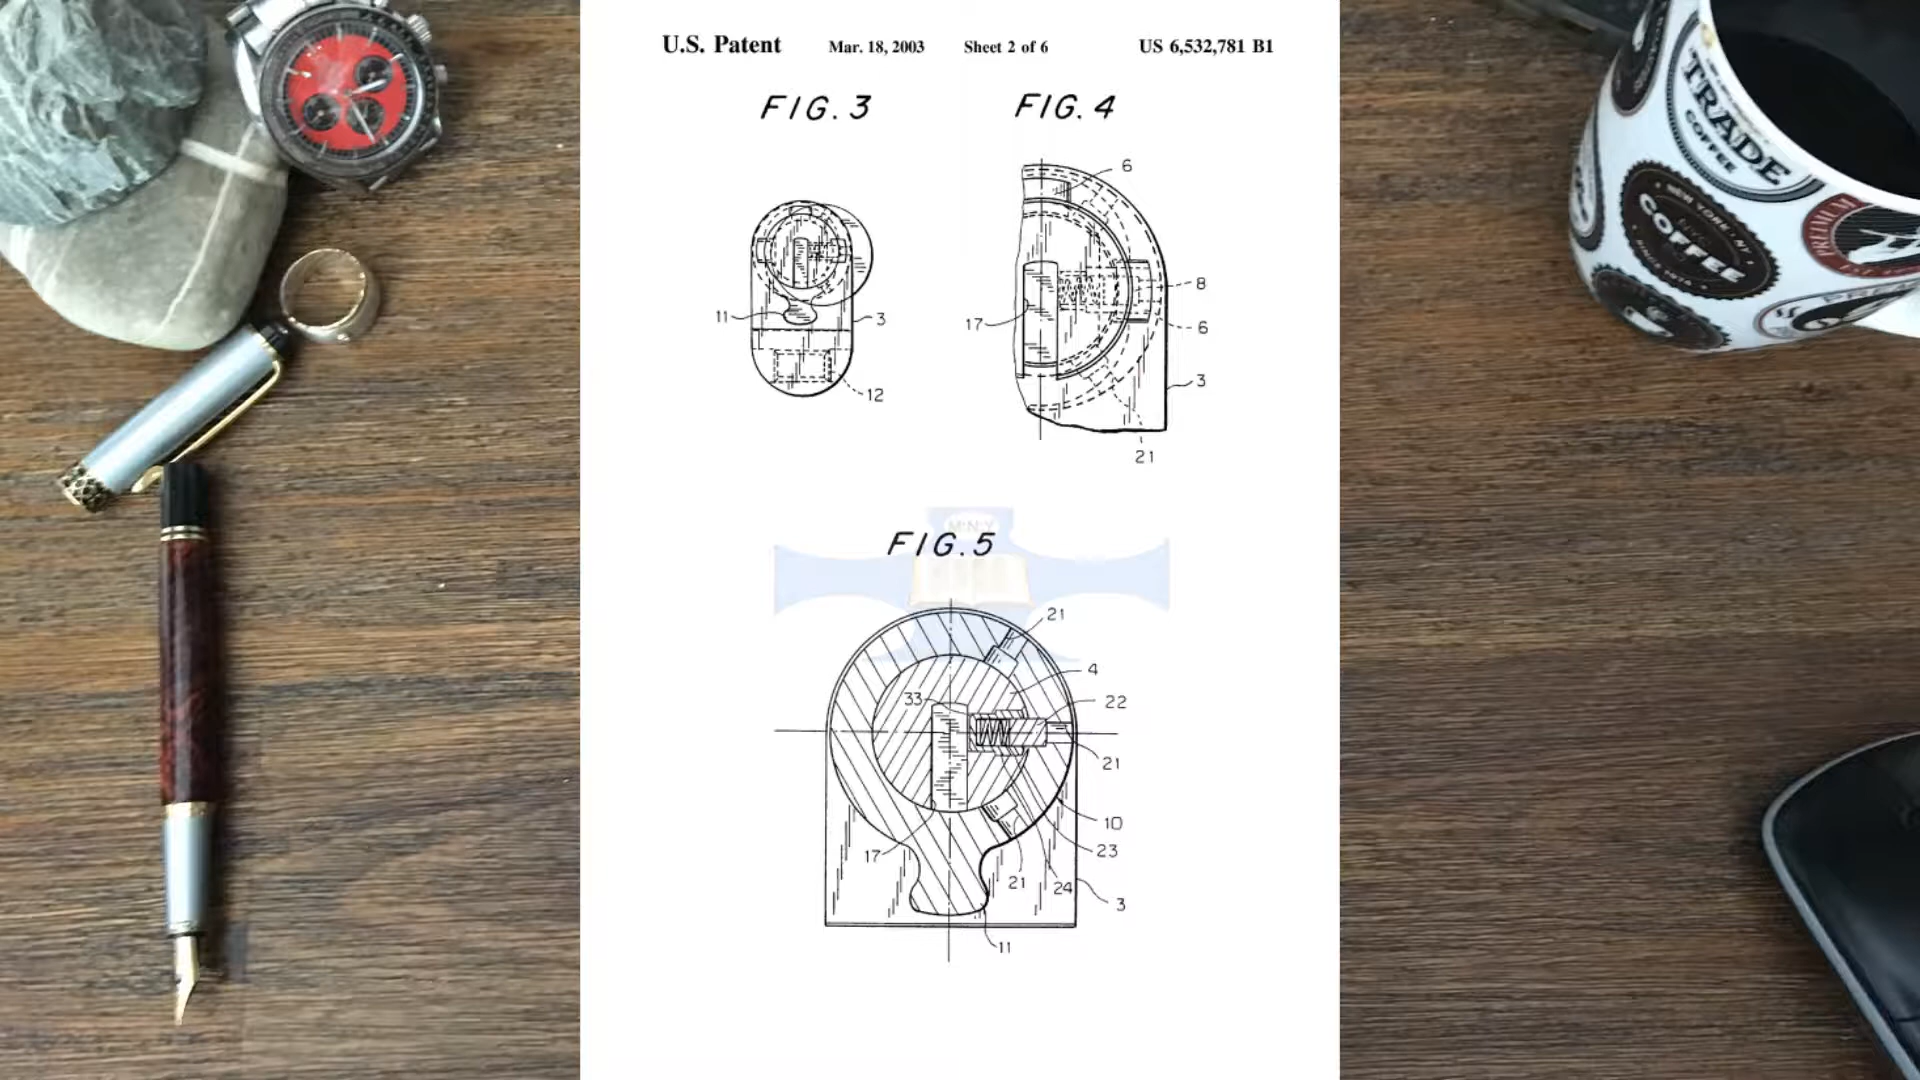 U.S. Patent Mar. 18, 2003 Sheet 2 of 6 US 6,532,781 B1
FIG. 3 FIG. 4
6
8
11 3 17 6
3
12
21
M·N·Y
FIG. 5
21
4
33 22
21
10
17 23
21 24
3
11
TRADE
COFFEE
NEW YORK, NY
COFFEE
PREMIUM